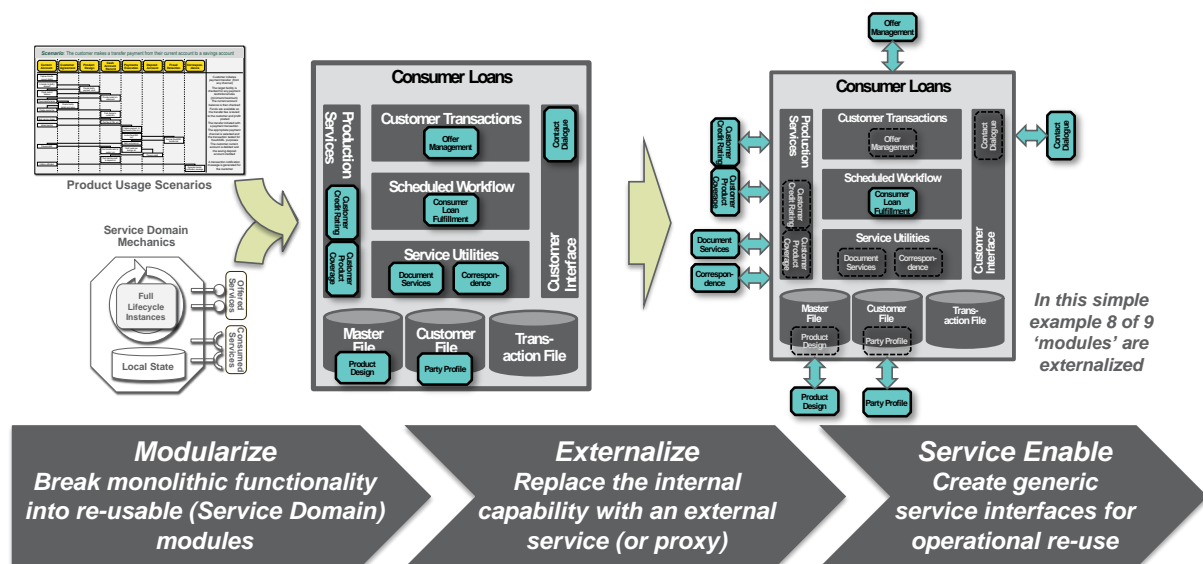 Scenario: The customer makes a transfer payment from their current account to a savings account
Product Usage Scenarios
Service Domain
Mechanics
Full
Lifecycle
Instances
Local State
Offered
Services
Consumed
Services
Consumer Loans
Production
Services
Customer
Credit Rating
Customer
Product
Coverage
Customer Transactions
Offer
Management
Scheduled Workflow
Consumer
Loan
Fulfillment
Service Utilities
Document
Services
Correspon-
dence
Contact
Dialogue
Customer
Interface
Master
File
Product
Design
Customer
File
Party Profile
Trans-
action File
Offer
Management
Consumer Loans
Production
Services
Customer
Credit Rating
Customer
Product
Coverage
Customer Transactions
Offer
Management
Scheduled Workflow
Consumer
Loan
Fulfillment
Service Utilities
Document
Services
Correspon-
dence
Contact
Dialogue
Customer
Interface
Contact
Dialogue
Customer
Credit Rating
Customer
Product
Coverage
Document
Services
Correspon-
dence
Master
File
Product
Design
Customer
File
Party Profile
Trans-
action File
Product
Design
Party Profile
In this simple
example 8 of 9
‘modules’ are
externalized
Modularize
Break monolithic functionality
into re-usable (Service Domain)
modules
Externalize
Replace the internal
capability with an external
service (or proxy)
Service Enable
Create generic
service interfaces for
operational re-use